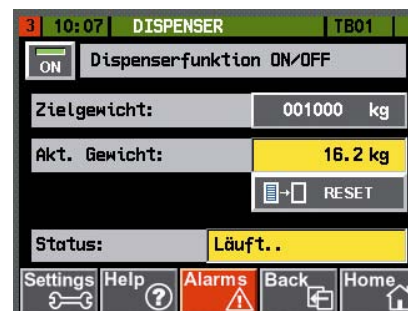 3 10:07 DISPENSER TB01
ON Dispenserfunktion ON/OFF
Zielgewicht: 001000 kg
Akt. Gewicht: 16.2 kg
RESET
Status: Läuft..
Settings Help Alarms Back Home